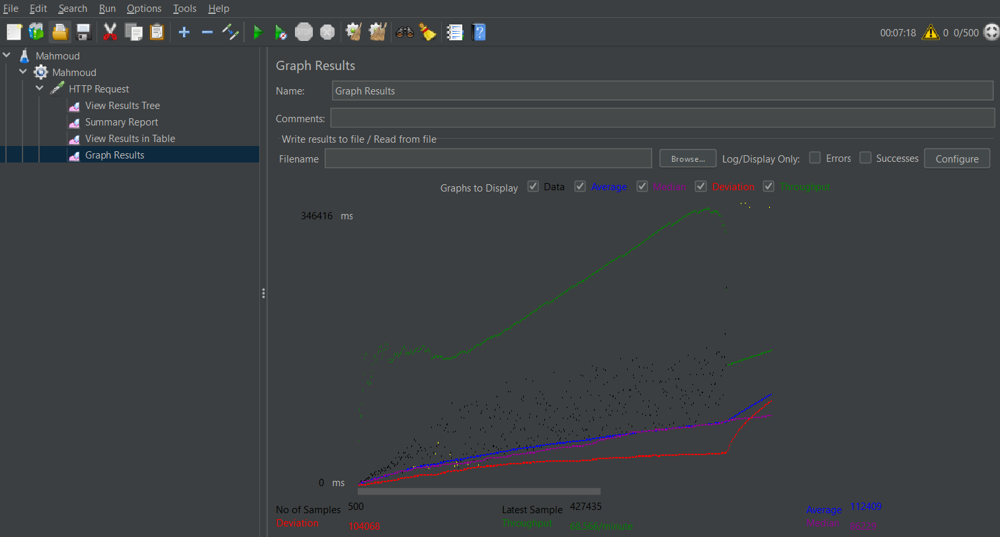 File Edit Search Run Options Tools Help
STOP
00:07:18 0 0/500
Mahmoud
Mahmoud
HTTP Request
View Results Tree
Summary Report
View Results in Table
Graph Results
Graph Results
Name: Graph Results
Comments:
Write results to file / Read from file
Filename Browse... Log/Display Only: Errors Successes Configure
Graphs to Display Data Average Median Deviation Throughput
346416 ms
0 ms
No of Samples 500 Latest Sample 427435 Average 112409
Deviation 104068 Throughput 68.566/minute Median